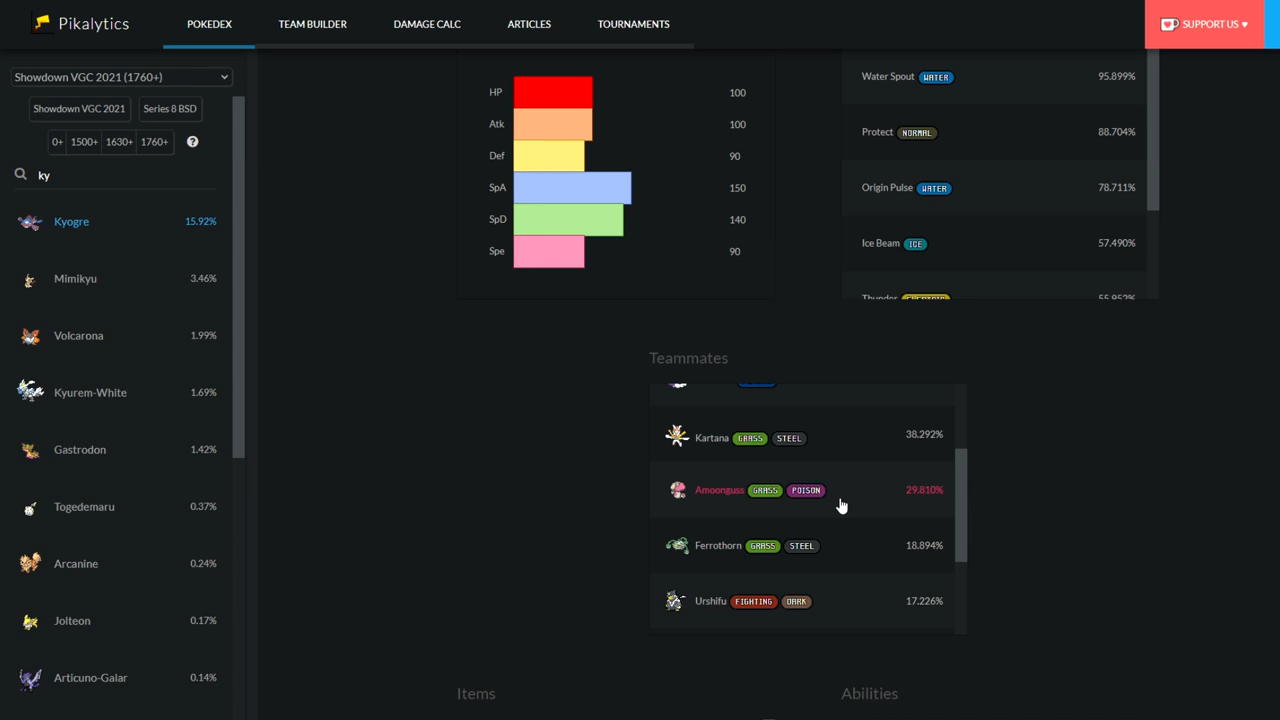 Pikalytics
POKEDEX
TEAM BUILDER
DAMAGE CALC
ARTICLES
TOURNAMENTS
SUPPORT US ♥
Showdown VGC 2021 (1760+)
Showdown VGC 2021
Series 8 BSD
0+
1500+
1630+
1760+
?
ky
Kyogre 15.92%
Mimikyu 3.46%
Volcarona 1.99%
Kyurem-White 1.69%
Gastrodon 1.42%
Togedemaru 0.37%
Arcanine 0.24%
Jolteon 0.17%
Articuno-Galar 0.14%
HP 100
Atk 100
Def 90
SpA 150
SpD 140
Spe 90
Water Spout WATER 95.899%
Protect NORMAL 88.704%
Origin Pulse WATER 78.711%
Ice Beam ICE 57.490%
Thunder ELECTRIC 55.952%
Teammates
Kartana GRASS STEEL 38.292%
Amoonguss GRASS POISON 29.810%
Ferrothorn GRASS STEEL 18.894%
Urshifu FIGHTING DARK 17.226%
Items
Abilities